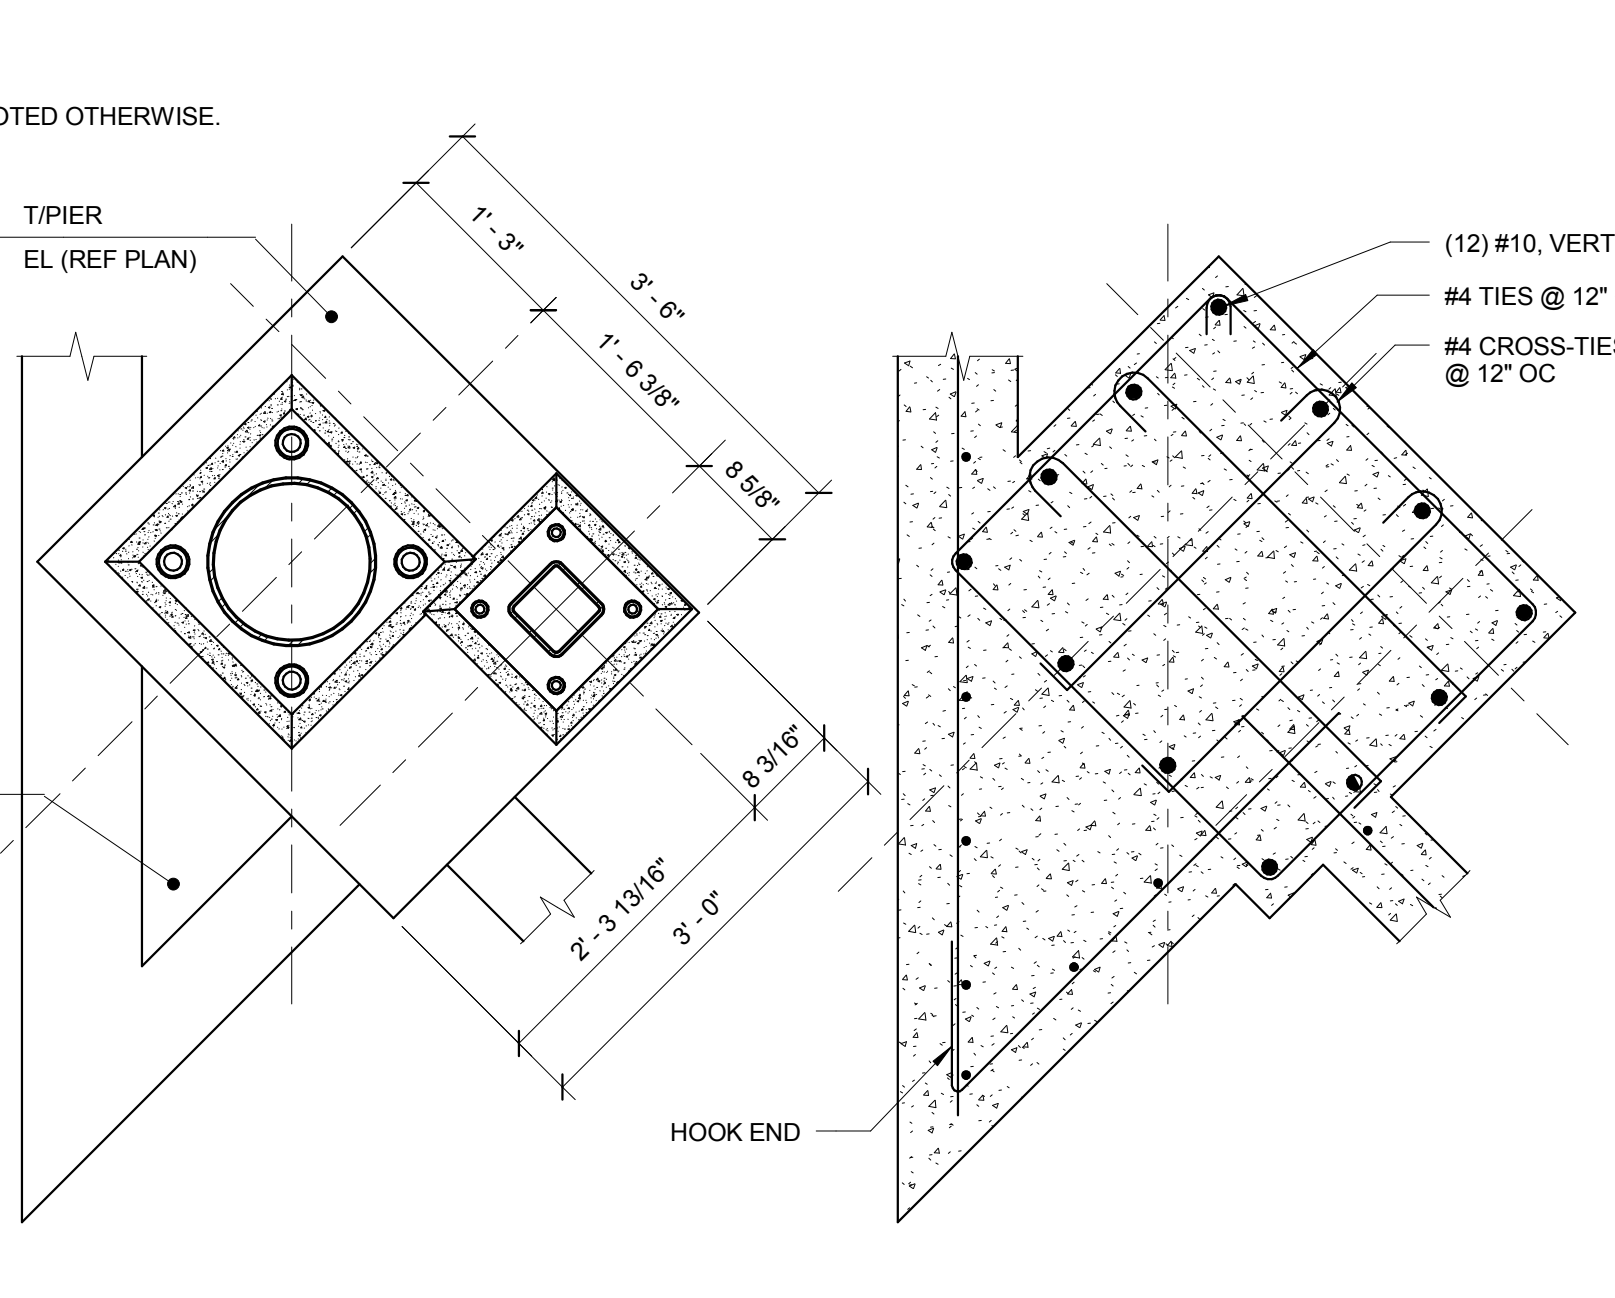 OTED OTHERWISE.
T/PIER
EL (REF PLAN)
1' - 3"
3' - 6"
1' - 6 3/8"
8 5/8"
8 3/16"
2' - 3 13/16"
3' - 0"
(12) #10, VERT
#4 TIES @ 12"
#4 CROSS-TIES
@ 12" OC
HOOK END